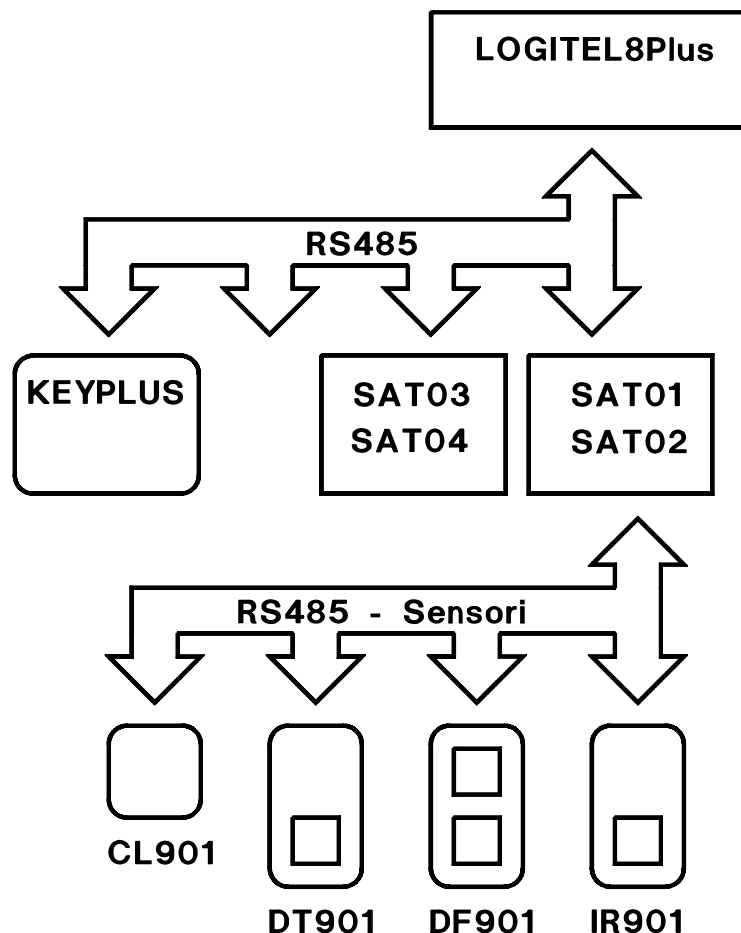 LOGITEL8Plus
RS485
KEYPLUS
SAT03
SAT04
SAT01
SAT02
RS485 - Sensori
CL901
DT901
DF901
IR901